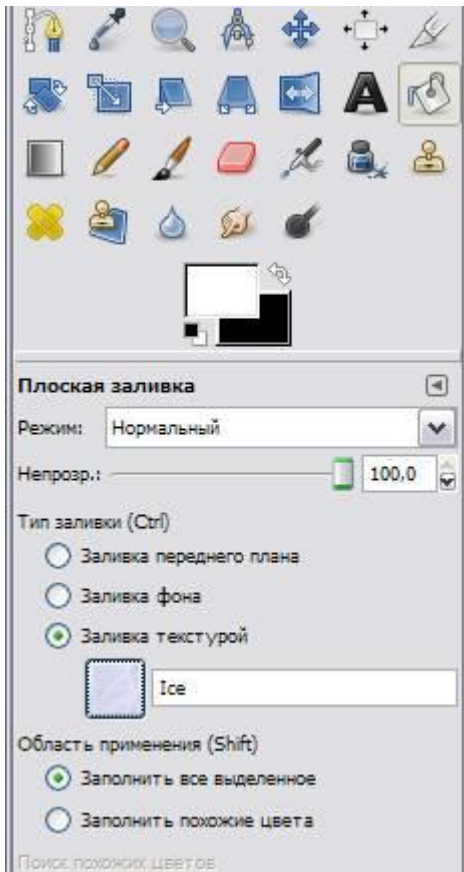 Плоская заливка
Режим: Нормальный
Непрозр.: 100,0
Тип заливки (Ctrl)
Заливка переднего плана
Заливка фона
Заливка текстурой
Ice
Область применения (Shift)
Заполнить все выделенное
Заполнить похожие цвета
Поиск похожих цветов